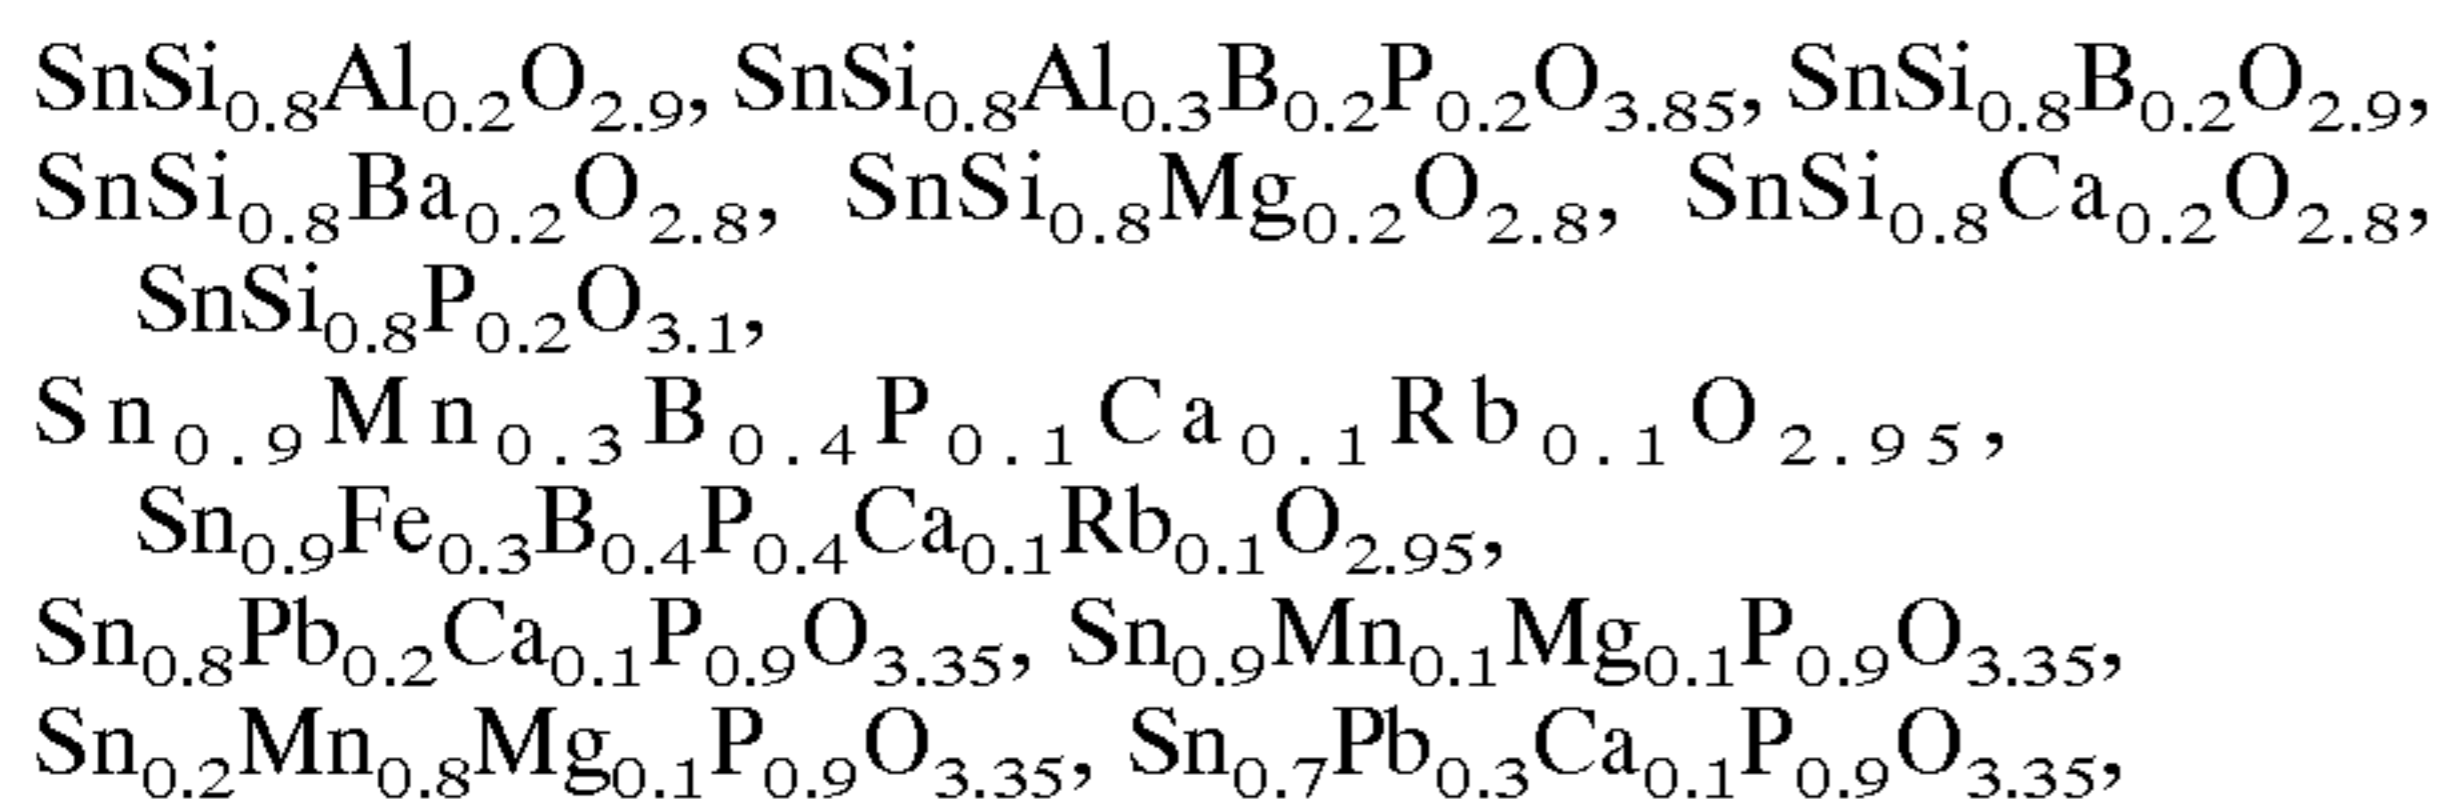 SnSi₀.₈Al₀.₂O₂.₉, SnSi₀.₈Al₀.₃B₀.₂P₀.₂O₃.₈₅, SnSi₀.₈B₀.₂O₂.₉,
SnSi₀.₈Ba₀.₂O₂.₈, SnSi₀.₈Mg₀.₂O₂.₈, SnSi₀.₈Ca₀.₂O₂.₈,
SnSi₀.₈P₀.₂O₃.₁,
Sn₀.₉Mn₀.₃B₀.₄P₀.₁Ca₀.₁Rb₀.₁O₂.₉₅,
Sn₀.₉Fe₀.₃B₀.₄P₀.₄Ca₀.₁Rb₀.₁O₂.₉₅,
Sn₀.₈Pb₀.₂Ca₀.₁P₀.₉O₃.₃₅, Sn₀.₉Mn₀.₁Mg₀.₁P₀.₉O₃.₃₅,
Sn₀.₂Mn₀.₈Mg₀.₁P₀.₉O₃.₃₅, Sn₀.₇Pb₀.₃Ca₀.₁P₀.₉O₃.₃₅,